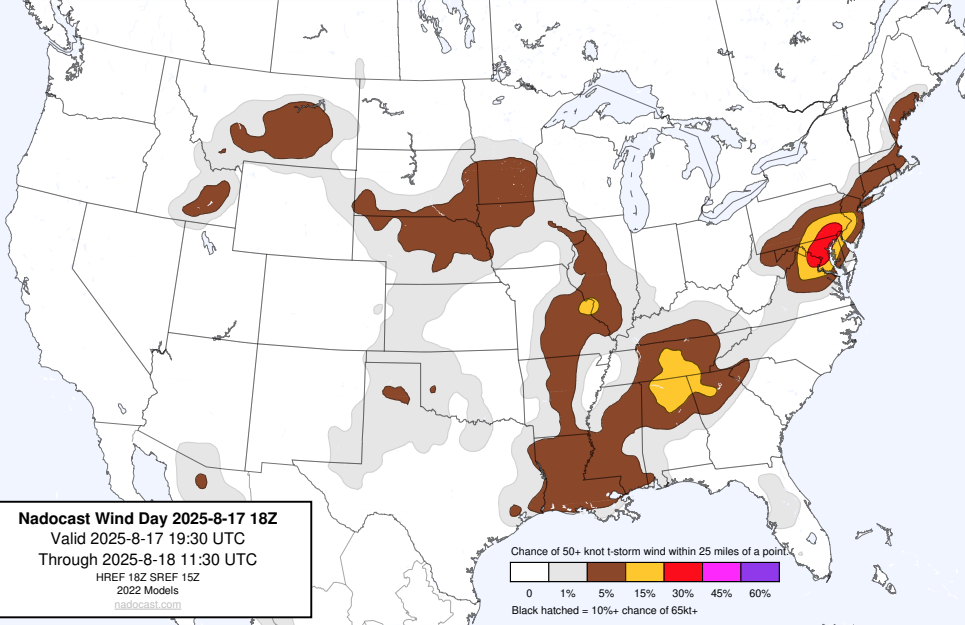 Nadocast Wind Day 2025-8-17 18Z
Valid 2025-8-17 19:30 UTC
Through 2025-8-18 11:30 UTC
HREF 18Z SREF 15Z
2022 Models
nadocast.com
Chance of 50+ knot t-storm wind within 25 miles of a point.
0 1% 5% 15% 30% 45% 60%
Black hatched = 10%+ chance of 65kt+